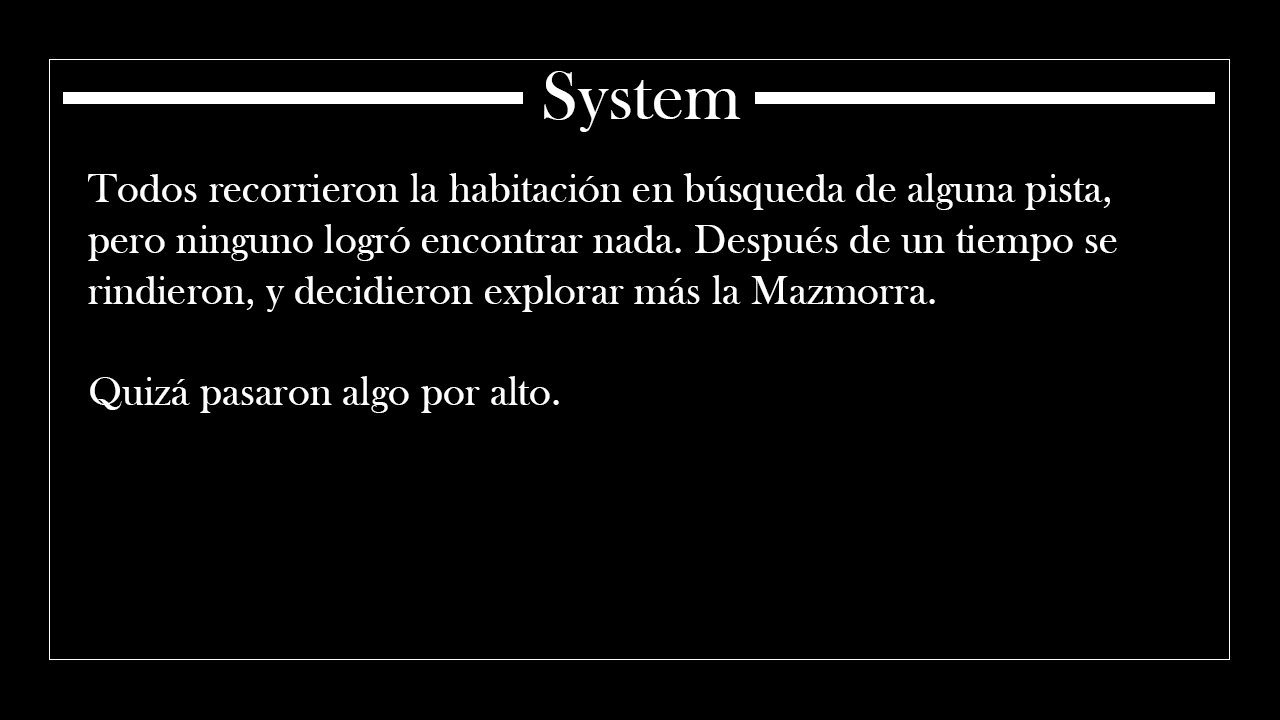 System
Todos recorrieron la habitación en búsqueda de alguna pista,
pero ninguno logró encontrar nada. Después de un tiempo se
rindieron, y decidieron explorar más la Mazmorra.
Quizá pasaron algo por alto.